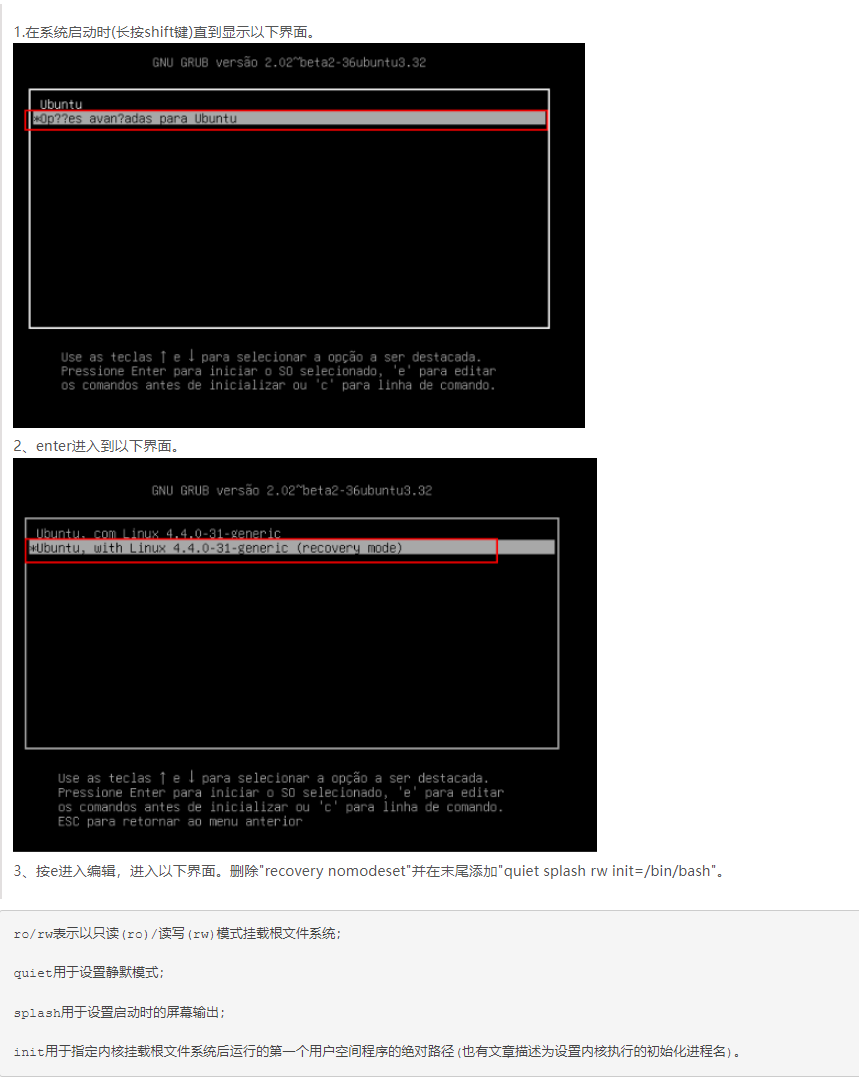 1.在系统启动时(长按shift键)直到显示以下界面。
GNU GRUB versão 2.02~beta2-36ubuntu3.32
Ubuntu
*Op??es avan?adas para Ubuntu
Use as teclas ↑ e ↓ para selecionar a opção a ser destacada.
Pressione Enter para iniciar o SO selecionado, 'e' para editar
os comandos antes de inicializar ou 'c' para linha de comando.
2、enter进入到以下界面。
GNU GRUB versão 2.02~beta2-36ubuntu3.32
Ubuntu, com Linux 4.4.0-31-generic
*Ubuntu, with Linux 4.4.0-31-generic (recovery mode)
Use as teclas ↑ e ↓ para selecionar a opção a ser destacada.
Pressione Enter para iniciar o SO selecionado, 'e' para editar
os comandos antes de inicializar ou 'c' para linha de comando.
ESC para retornar ao menu anterior
3、按e进入编辑，进入以下界面。删除"recovery nomodeset"并在末尾添加"quiet splash rw init=/bin/bash"。
ro/rw表示以只读(ro)/读写(rw)模式挂载根文件系统;
quiet用于设置静默模式;
splash用于设置启动时的屏幕输出;
init用于指定内核挂载根文件系统后运行的第一个用户空间程序的绝对路径(也有文章描述为设置内核执行的初始化进程名)。